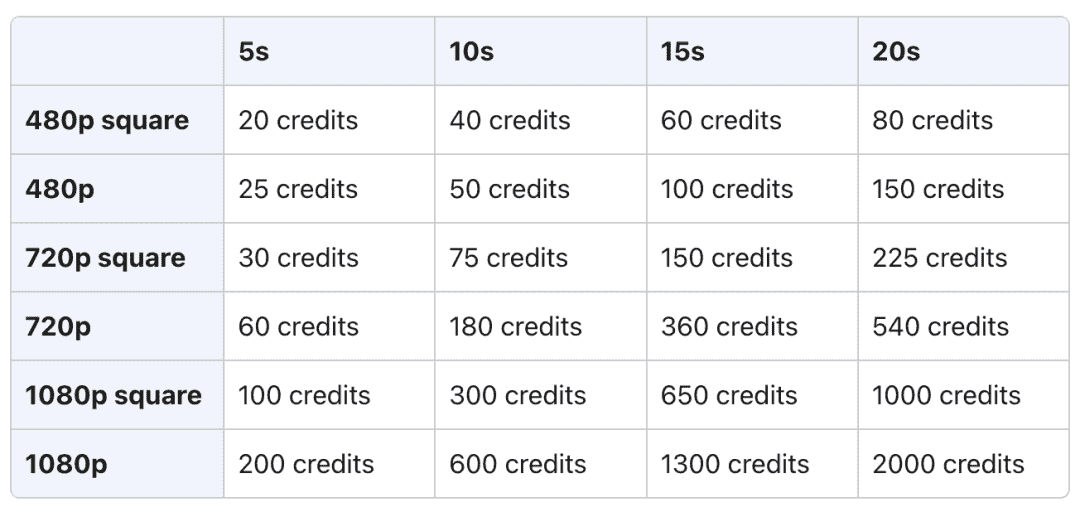 5s 10s 15s 20s
480p square 20 credits 40 credits 60 credits 80 credits
480p 25 credits 50 credits 100 credits 150 credits
720p square 30 credits 75 credits 150 credits 225 credits
720p 60 credits 180 credits 360 credits 540 credits
1080p square 100 credits 300 credits 650 credits 1000 credits
1080p 200 credits 600 credits 1300 credits 2000 credits